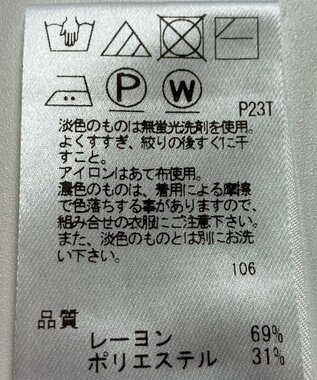 P W
P23T
淡色のものは無蛍光洗剤を使用。
よくすすぎ、絞りの後すぐに干
すこと。
アイロンはあて布使用。
濃色のものは、着用による摩擦
で色落ちする事がありますので、
組み合せの衣服にご注意下さい。
また、淡色のものとは別にお洗
い下さい。
106
品質
レーヨン 69%
ポリエステル 31%